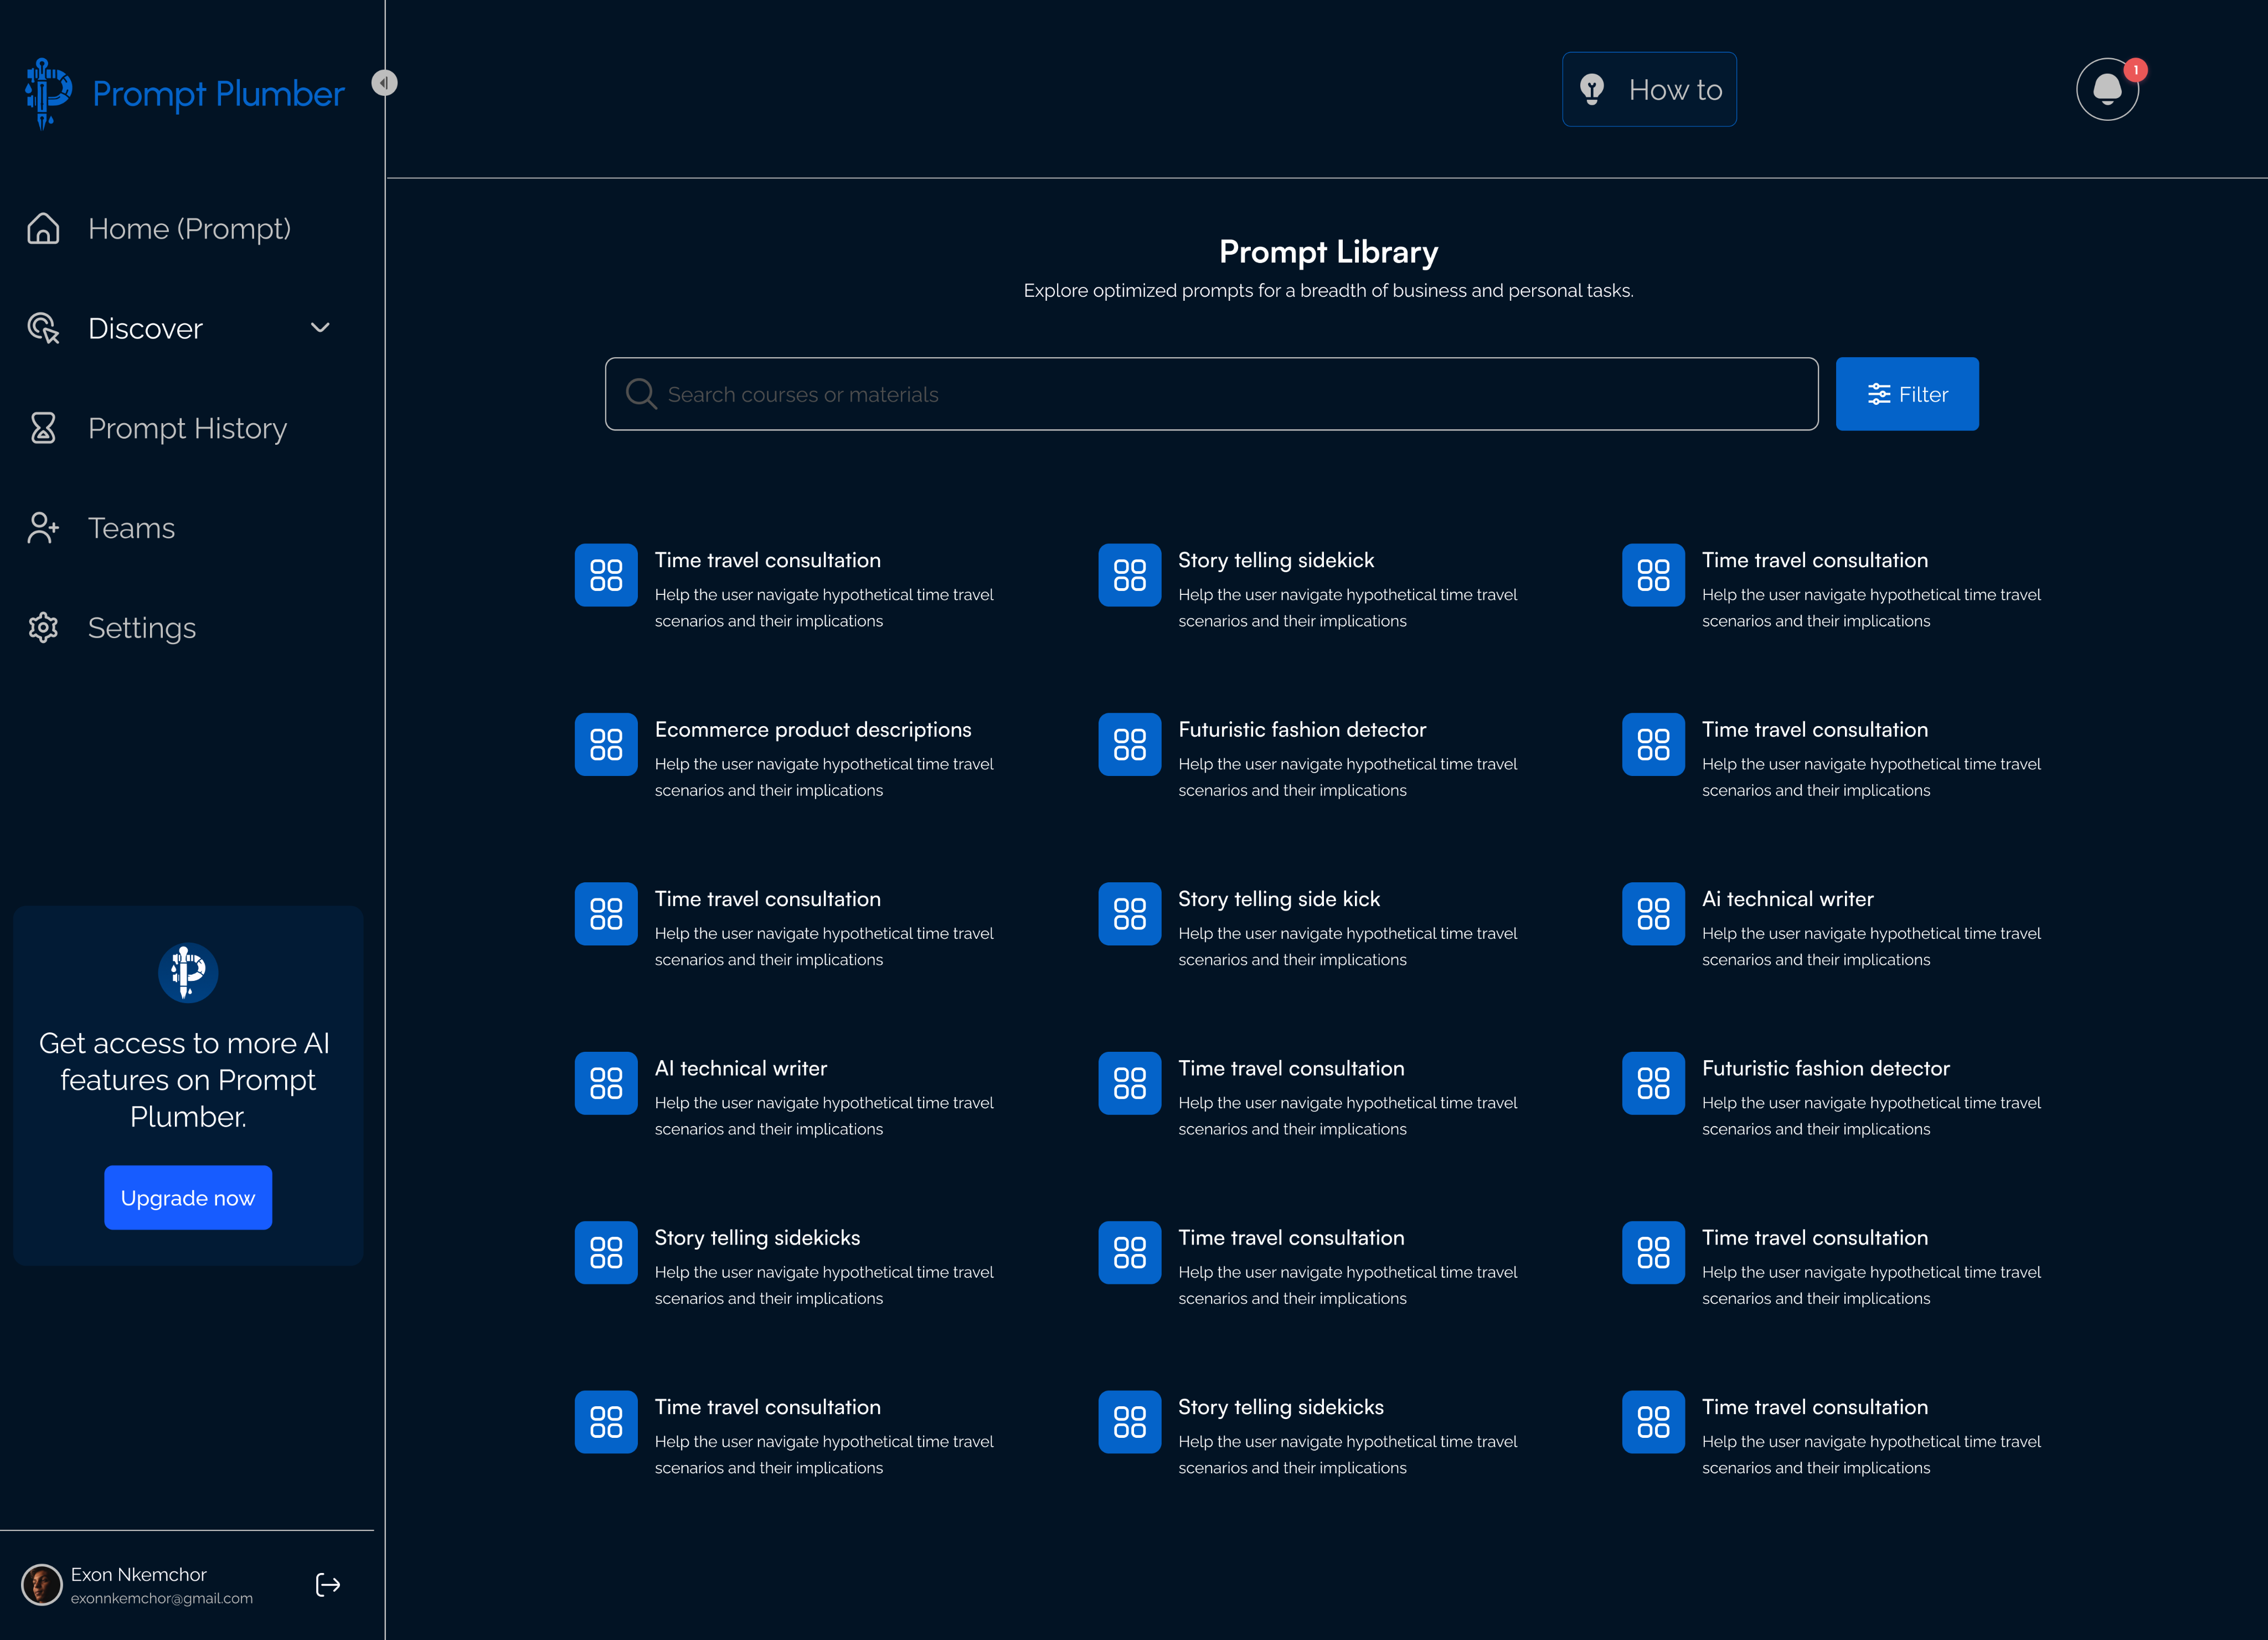 Prompt Plumber
How to
1
Home (Prompt)
Discover
Prompt History
Teams
Settings
Get access to more AI
features on Prompt
Plumber.
Upgrade now
Exon Nkemchor
exonnkemchor@gmail.com
Prompt Library
Explore optimized prompts for a breadth of business and personal tasks.
Search courses or materials
Filter
Time travel consultation
Help the user navigate hypothetical time travel
scenarios and their implications
Story telling sidekick
Help the user navigate hypothetical time travel
scenarios and their implications
Time travel consultation
Help the user navigate hypothetical time travel
scenarios and their implications
Ecommerce product descriptions
Help the user navigate hypothetical time travel
scenarios and their implications
Futuristic fashion detector
Help the user navigate hypothetical time travel
scenarios and their implications
Time travel consultation
Help the user navigate hypothetical time travel
scenarios and their implications
Time travel consultation
Help the user navigate hypothetical time travel
scenarios and their implications
Story telling side kick
Help the user navigate hypothetical time travel
scenarios and their implications
Ai technical writer
Help the user navigate hypothetical time travel
scenarios and their implications
AI technical writer
Help the user navigate hypothetical time travel
scenarios and their implications
Time travel consultation
Help the user navigate hypothetical time travel
scenarios and their implications
Futuristic fashion detector
Help the user navigate hypothetical time travel
scenarios and their implications
Story telling sidekicks
Help the user navigate hypothetical time travel
scenarios and their implications
Time travel consultation
Help the user navigate hypothetical time travel
scenarios and their implications
Time travel consultation
Help the user navigate hypothetical time travel
scenarios and their implications
Time travel consultation
Help the user navigate hypothetical time travel
scenarios and their implications
Story telling sidekicks
Help the user navigate hypothetical time travel
scenarios and their implications
Time travel consultation
Help the user navigate hypothetical time travel
scenarios and their implications